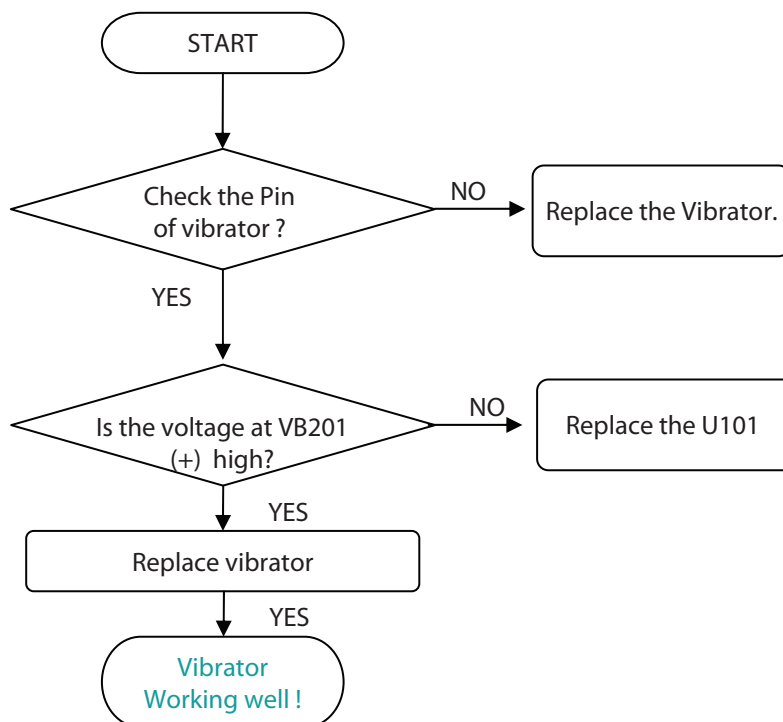 START
Check the Pin
of vibrator ?
NO
Replace the Vibrator.
YES
Is the voltage at VB201
(+) high?
NO
Replace the U101
YES
Replace vibrator
YES
Vibrator
Working well !